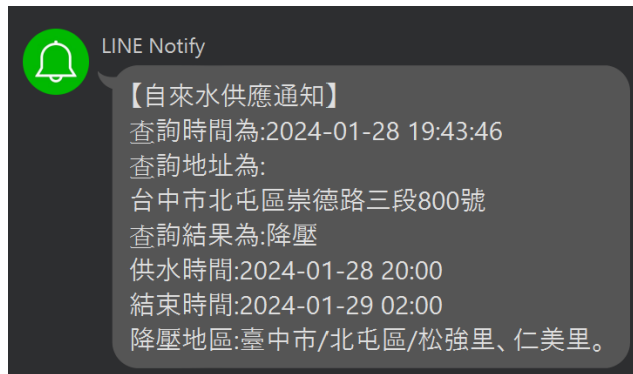 LINE Notify
【自來水供應通知】
查詢時間為:2024-01-28 19:43:46
查詢地址為:
台中市北屯區崇德路三段800號
查詢結果為:降壓
供水時間:2024-01-28 20:00
結束時間:2024-01-29 02:00
降壓地區:臺中市/北屯區/松強里、仁美里。